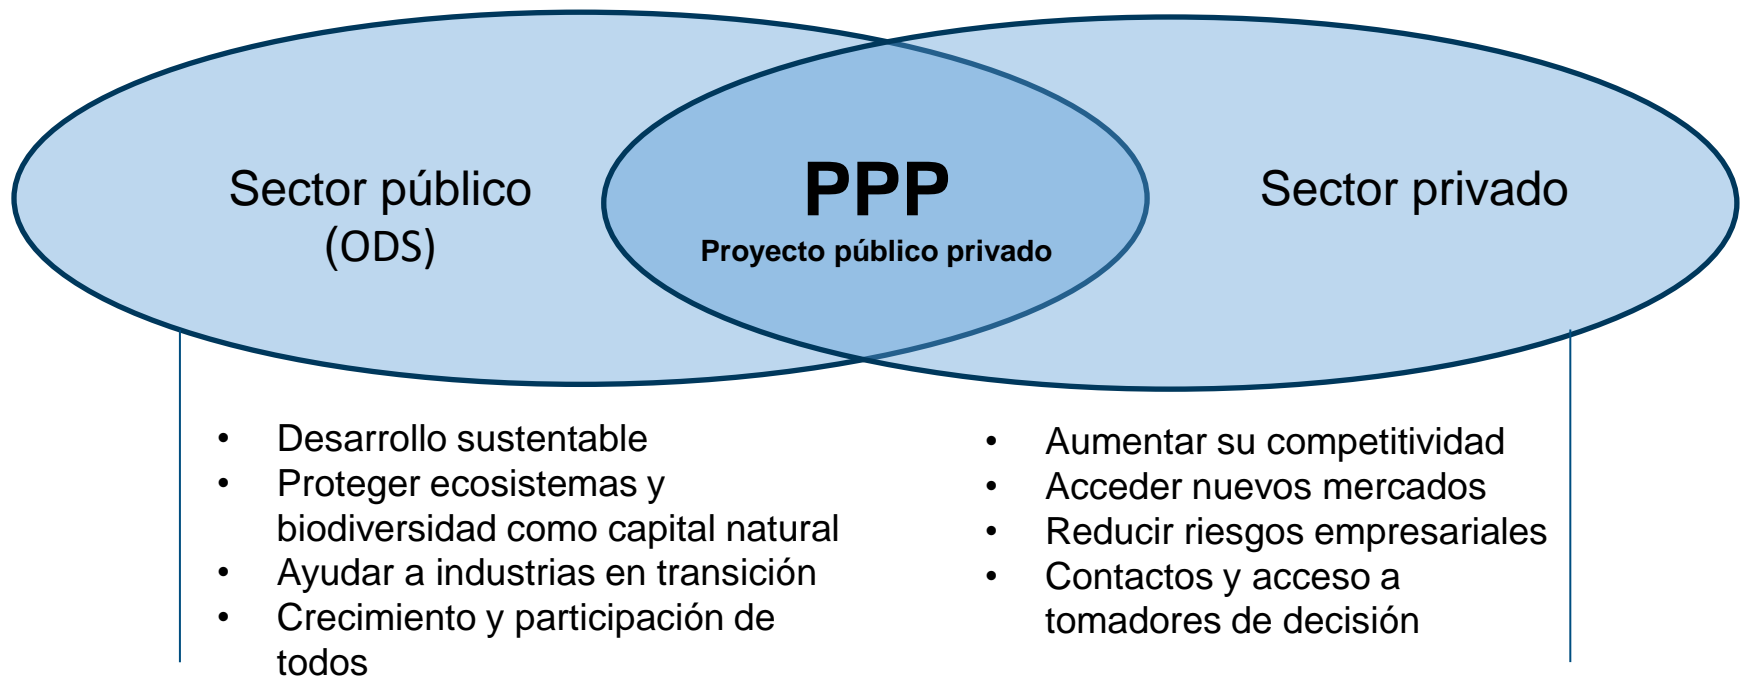 Sector público
(ODS)
PPP
Proyecto público privado
Sector privado
• Desarrollo sustentable
• Proteger ecosistemas y
biodiversidad como capital natural
• Ayudar a industrias en transición
• Crecimiento y participación de
todos
• Aumentar su competitividad
• Acceder nuevos mercados
• Reducir riesgos empresariales
• Contactos y acceso a
tomadores de decisión